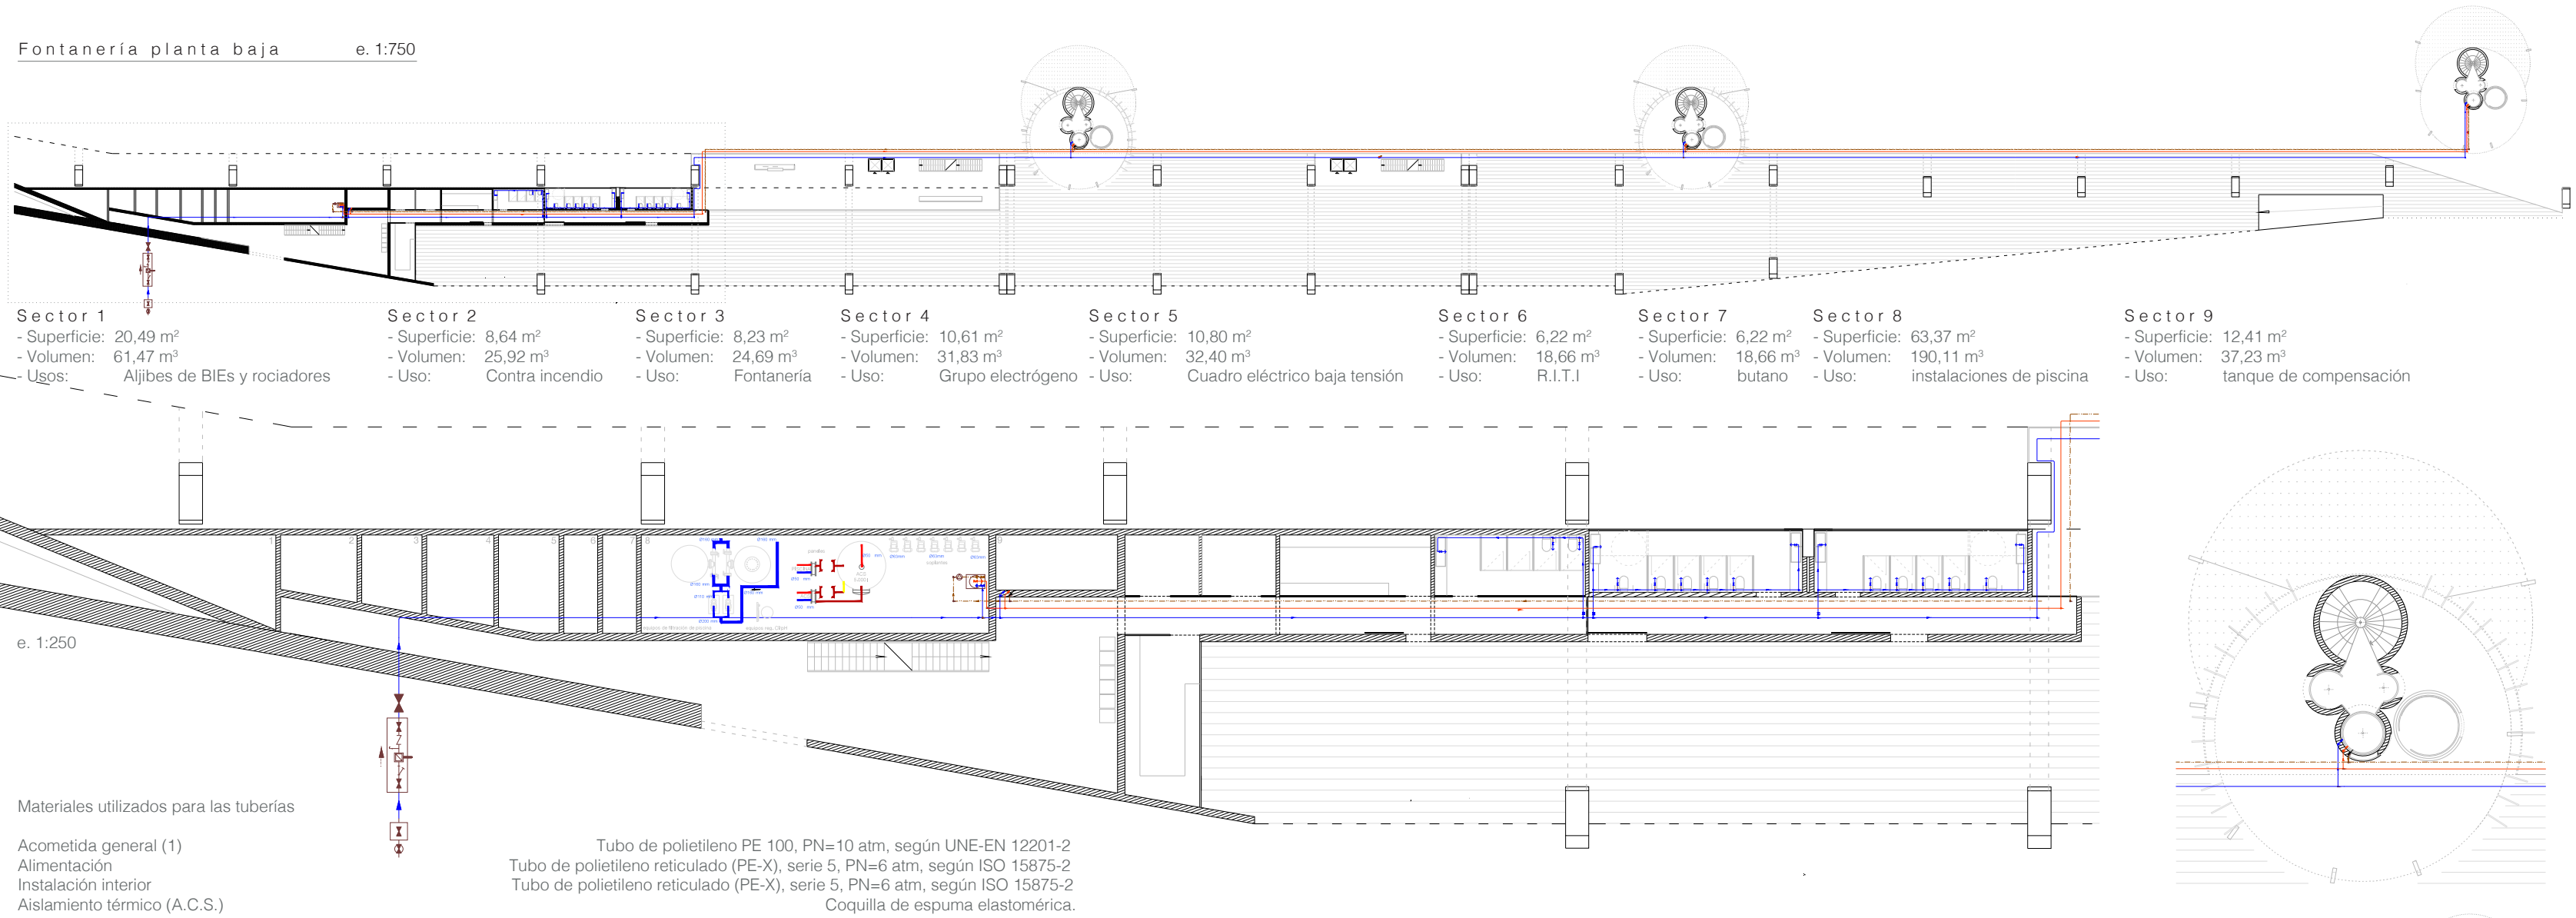 Fontanería planta baja e. 1:750
Sector 1
- Superficie: 20,49 m²
- Volumen: 61,47 m³
- Usos: Aljibes de BIEs y rociadores
Sector 2
- Superficie: 8,64 m²
- Volumen: 25,92 m³
- Uso: Contra incendio
Sector 3
- Superficie: 8,23 m²
- Volumen: 24,69 m³
- Uso: Fontanería
Sector 4
- Superficie: 10,61 m²
- Volumen: 31,83 m³
- Uso: Grupo electrógeno
Sector 5
- Superficie: 10,80 m²
- Volumen: 32,40 m³
- Uso: Cuadro eléctrico baja tensión
Sector 6
- Superficie: 6,22 m²
- Volumen: 18,66 m³
- Uso: R.I.T.I
Sector 7
- Superficie: 6,22 m²
- Volumen: 18,66 m³
- Uso: butano
Sector 8
- Superficie: 63,37 m²
- Volumen: 190,11 m³
- Uso: instalaciones de piscina
Sector 9
- Superficie: 12,41 m²
- Volumen: 37,23 m³
- Uso: tanque de compensación
1 2 3 4 5 6 7 8 9
e. 1:250
Materiales utilizados para las tuberías
Acometida general (1) Tubo de polietileno PE 100, PN=10 atm, según UNE-EN 12201-2
Alimentación Tubo de polietileno reticulado (PE-X), serie 5, PN=6 atm, según ISO 15875-2
Instalación interior Tubo de polietileno reticulado (PE-X), serie 5, PN=6 atm, según ISO 15875-2
Aislamiento térmico (A.C.S.) Coquilla de espuma elastomérica.